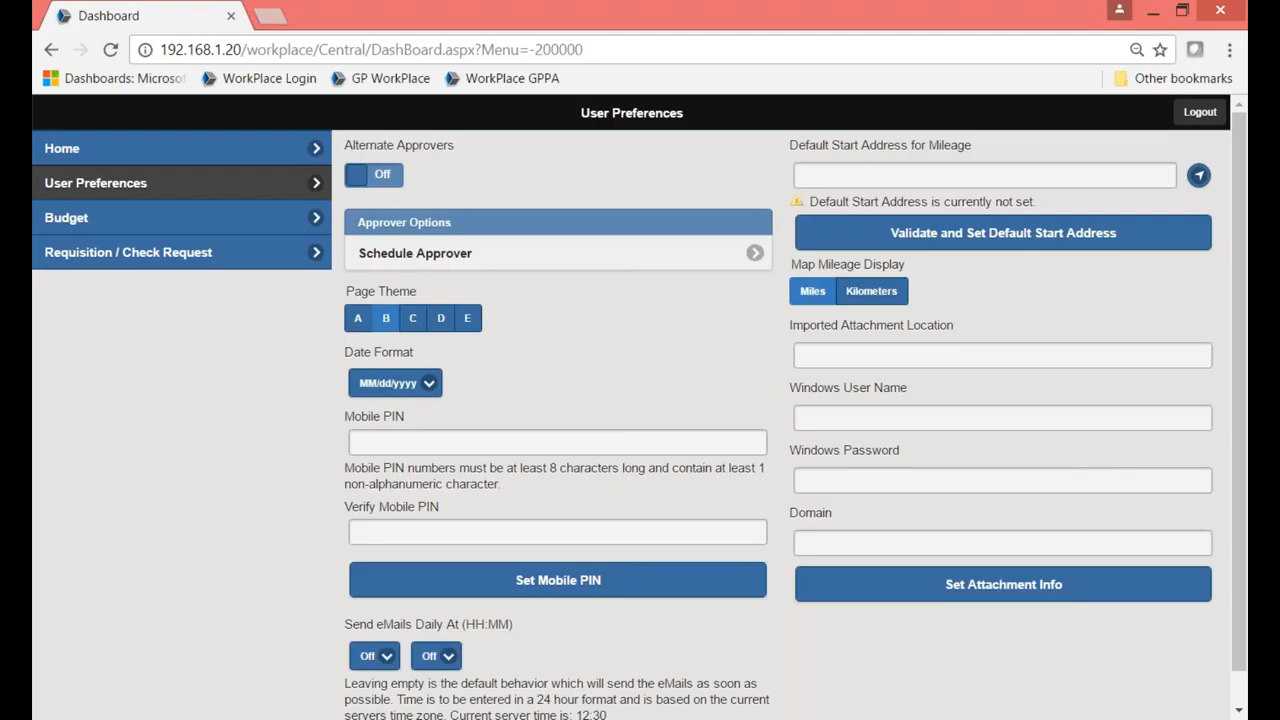 Dashboard
192.168.1.20/workplace/Central/DashBoard.aspx?Menu=-200000
Dashboards: Microsof
WorkPlace Login
GP WorkPlace
WorkPlace GPPA
Other bookmarks
User Preferences
Logout
Home
User Preferences
Budget
Requisition / Check Request
Alternate Approvers
Off
Approver Options
Schedule Approver
Page Theme
A B C D E
Date Format
MM/dd/yyyy
Mobile PIN
Mobile PIN numbers must be at least 8 characters long and contain at least 1
non-alphanumeric character.
Verify Mobile PIN
Set Mobile PIN
Send eMails Daily At (HH:MM)
Off Off
Leaving empty is the default behavior which will send the eMails as soon as
possible. Time is to be entered in a 24 hour format and is based on the current
servers time zone. Current server time is: 12:30
Default Start Address for Mileage
Default Start Address is currently not set.
Validate and Set Default Start Address
Map Mileage Display
Miles Kilometers
Imported Attachment Location
Windows User Name
Windows Password
Domain
Set Attachment Info